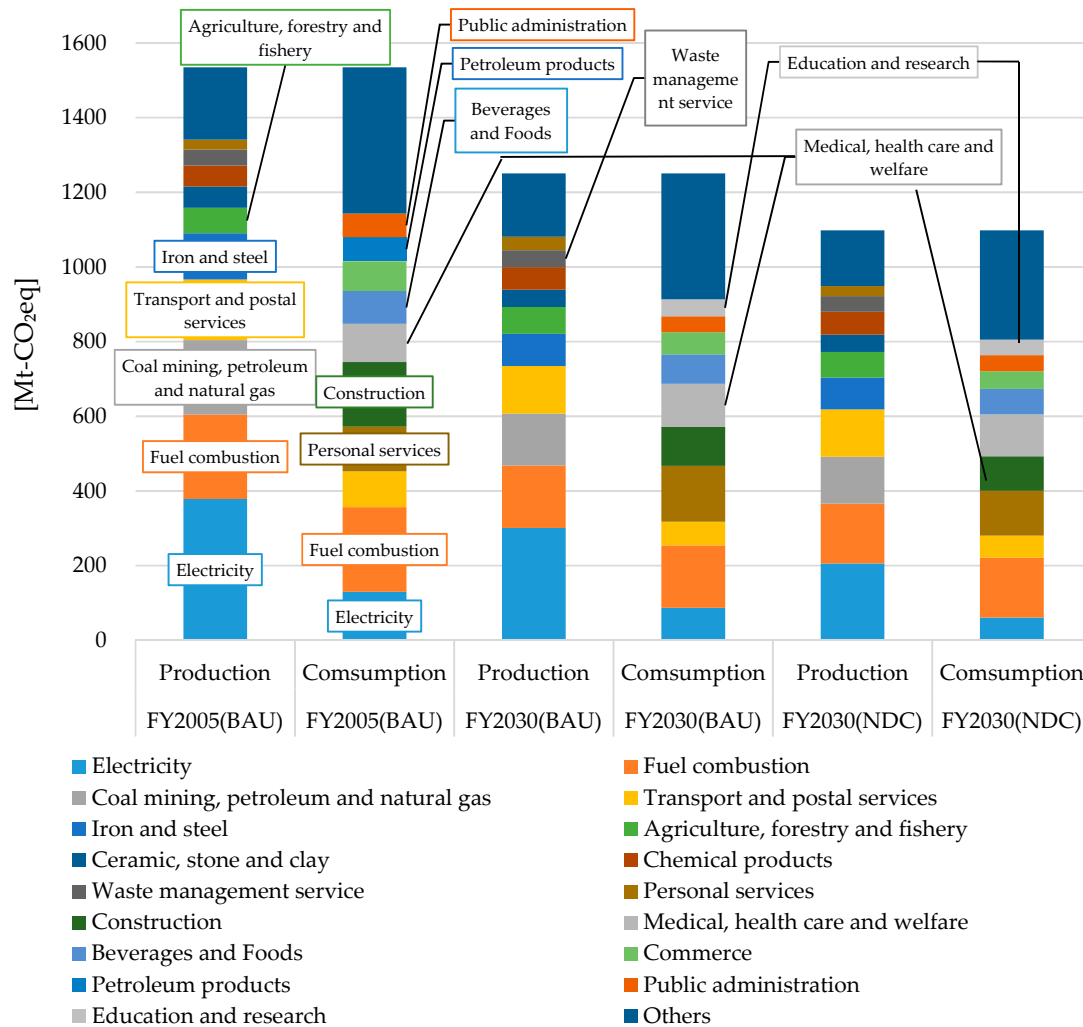 [Mt-CO₂eq]
1600
1400
1200
1000
800
600
400
200
0
Agriculture, forestry and
fishery
Public administration
Petroleum products
Beverages
and Foods
Waste
manageme
nt service
Education and research
Medical, health care and
welfare
Iron and steel
Transport and postal
services
Coal mining, petroleum
and natural gas
Fuel combustion
Electricity
Construction
Personal services
Fuel combustion
Electricity
Production Comsumption Production Comsumption Production Comsumption
FY2005(BAU) FY2005(BAU) FY2030(BAU) FY2030(BAU) FY2030(NDC) FY2030(NDC)
Electricity Fuel combustion
Coal mining, petroleum and natural gas Transport and postal services
Iron and steel Agriculture, forestry and fishery
Ceramic, stone and clay Chemical products
Waste management service Personal services
Construction Medical, health care and welfare
Beverages and Foods Commerce
Petroleum products Public administration
Education and research Others